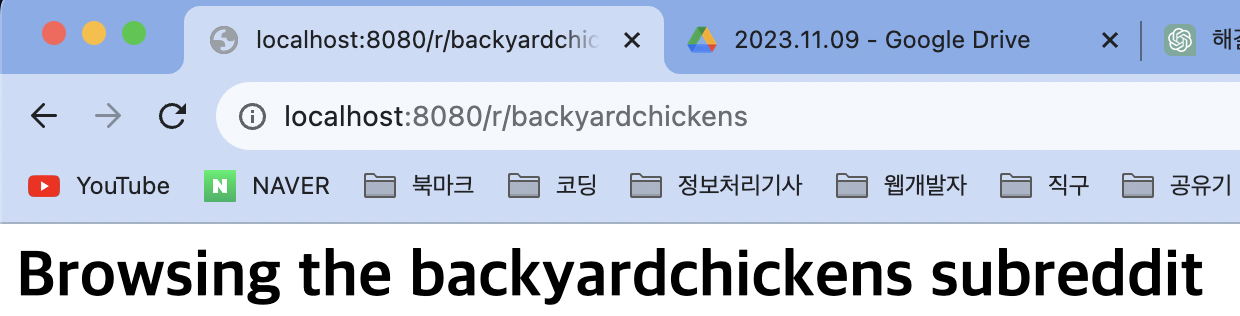 localhost:8080/r/backyardchic 2023.11.09 - Google Drive
localhost:8080/r/backyardchickens
YouTube N NAVER 북마크 코딩 정보처리기사 웹개발자 직구 공유기
Browsing the backyardchickens subreddit